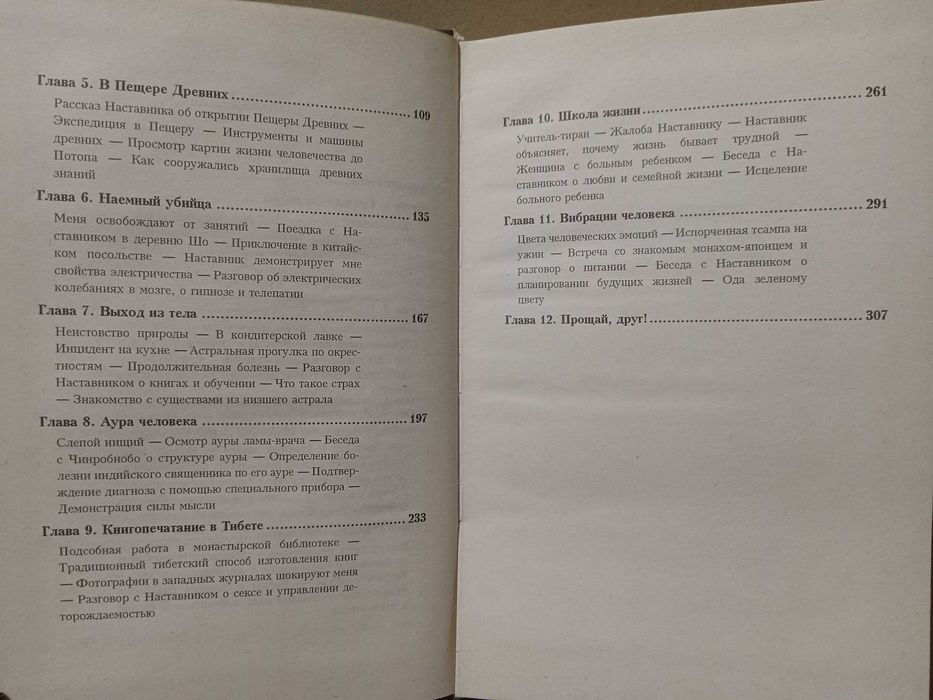 Глава 5. В Пещере Древних ..................... 109
Рассказ Наставника об открытии Пещеры Древних —
Экспедиция в Пещеру — Инструменты и машины
древних — Просмотр картин жизни человечества до
Потопа — Как сооружались хранилища древних
знаний
Глава 6. Наемный убийца ..................... 135
Меня освобождают от занятий — Поездка с На-
ставником в деревню Шо — Приключение в китай-
ском посольстве — Наставник демонстрирует мне
свойства электричества — Разговор об электрических
колебаниях в мозге, о гипнозе и телепатии
Глава 7. Выход из тела ..................... 167
Неистовство природы — В кондитерской лавке —
Инцидент на кухне — Астральная прогулка по окрест-
ностям — Продолжительная болезнь — Разговор с
Наставником о книгах и обучении — Что такое страх
— Знакомство с существами из низшего астрала
Глава 8. Аура человека ..................... 197
Слепой нищий — Осмотр ауры ламы-врача — Беседа
с Чинробнобо о структуре ауры — Определение бо-
лезни индийского священника по его ауре — Подтвер-
ждение диагноза с помощью специального прибора —
Демонстрация силы мысли
Глава 9. Книгопечатание в Тибете ..................... 233
Подсобная работа в монастырской библиотеке —
Традиционный тибетский способ изготовления книг
— Фотографии в западных журналах шокируют меня
— Разговор с Наставником о сексе и управлении де-
торождаемостью
Глава 10. Школа жизни ..................... 261
Учитель-тиран — Жалоба Наставнику — Наставник
объясняет, почему жизнь бывает трудной —
Женщина с больным ребенком — Беседа с На-
ставником о любви и семейной жизни — Исцеление
больного ребенка
Глава 11. Вибрации человека ..................... 291
Цвета человеческих эмоций — Испорченная тсампа на
ужин — Встреча со знакомым монахом-японцем и
разговор о питании — Беседа с Наставником о
планировании будущих жизней — Ода зеленому
цвету
Глава 12. Прощай, друг! ..................... 307